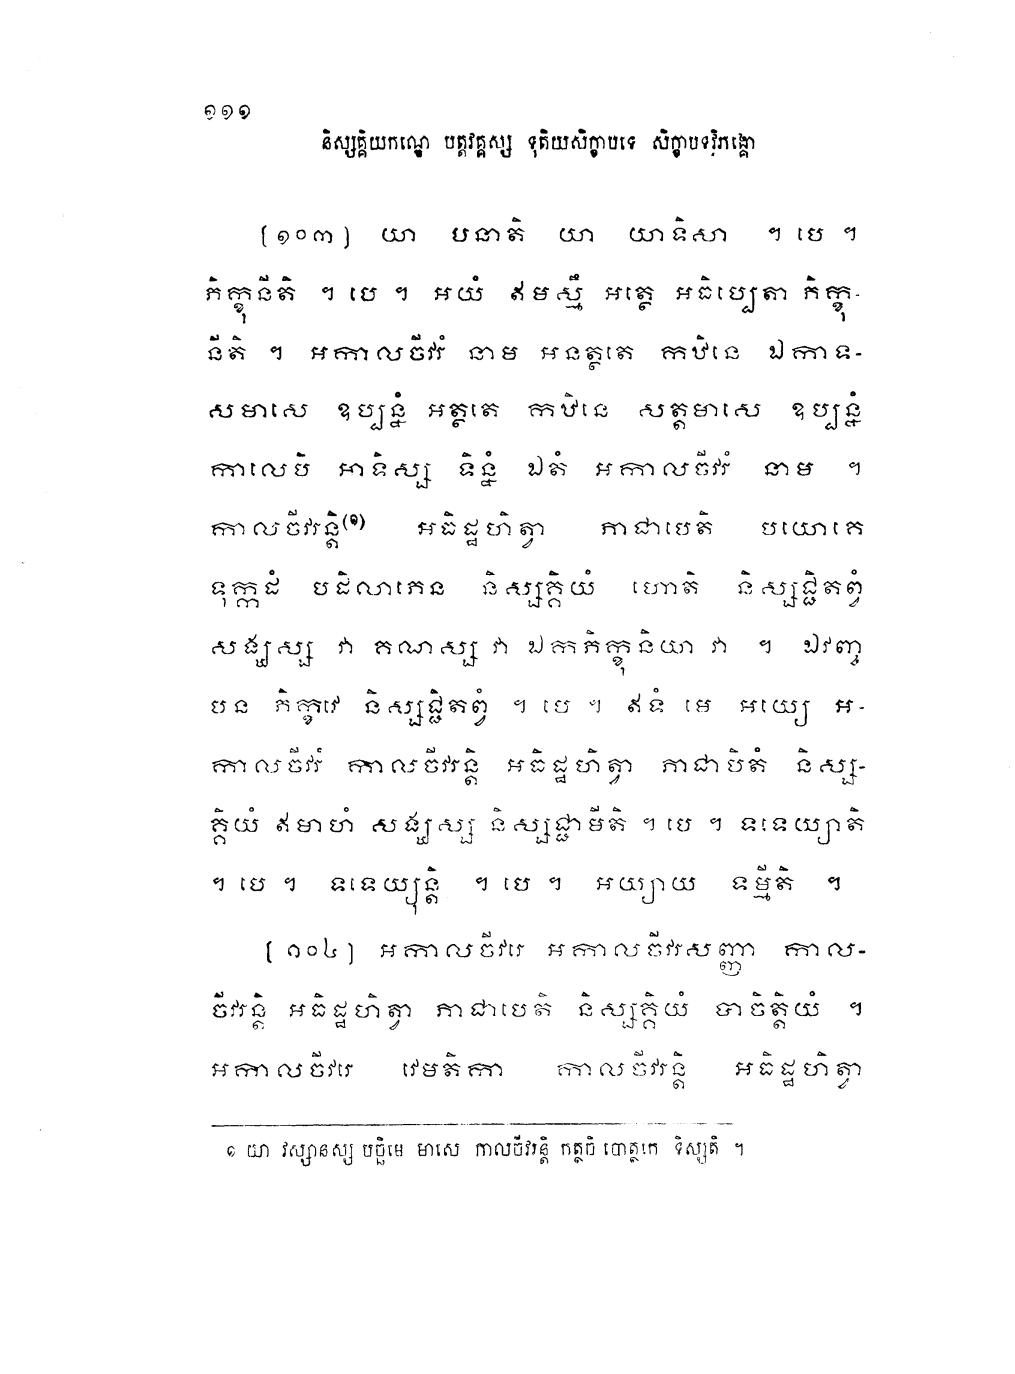 ១១១
និស្សគ្គិយកណ្ឌេ បត្តវគ្គស្ស ទុតិយសិក្ខាបទេ សិក្ខាបទវិភង្គោ
[១០៣] យា បនាតិ យា យាទិសា ។ បេ ។
ភិក្ខុនីតិ ។ បេ ។ អយំ ឥមស្មឹ អត្ថេ អធិប្បេតា ភិក្ខុ-
នីតិ ។ អកាលចីវរំ នាម អនត្ថតេ កឋិនេ ឯកាទ-
សមាសេ ឧប្បន្នំ អត្ថតេ កឋិនេ សត្តមាសេ ឧប្បន្នំ
កាលេបិ អាទិស្ស ទិន្នំ ឯតំ អកាលចីវរំ នាម ។
កាលចីវរន្តិ(១) អធិដ្ឋហិត្វា ភាជាបេតិ បយោគេ
ទុក្កដំ បដិលាភេន និស្សគ្គិយំ ហោតិ និស្សជ្ជិតព្វំ
សង្ឃស្ស វា គណស្ស វា ឯកភិក្ខុនិយា វា ។ ឯវញ្ច
បន ភិក្ខវេ និស្សជ្ជិតព្វំ ។ បេ ។ ឥទំ មេ អយ្យេ អ-
កាលចីវរំ កាលចីវរន្តិ អធិដ្ឋហិត្វា ភាជាបិតំ និស្ស-
គ្គិយំ ឥមាហំ សង្ឃស្ស និស្សជ្ជាមីតិ ។ បេ ។ ទទេយ្យាតិ
។ បេ ។ ទទេយ្យុន្តិ ។ បេ ។ អយ្យាយ ទម្មីតិ ។
[១០៤] អកាលចីវរេ អកាលចីវរសញ្ញា កាល-
ចីវរន្តិ អធិដ្ឋហិត្វា ភាជាបេតិ និស្សគ្គិយំ បាចិត្តិយំ ។
អកាលចីវរេ វេមតិកា កាលចីវរន្តិ អធិដ្ឋហិត្វា
១ យា វស្សានស្ស បច្ឆិមេ មាសេ កាលចីវរន្តិ កត្ថចិ បោត្ថកេ ទិស្សតិ ។